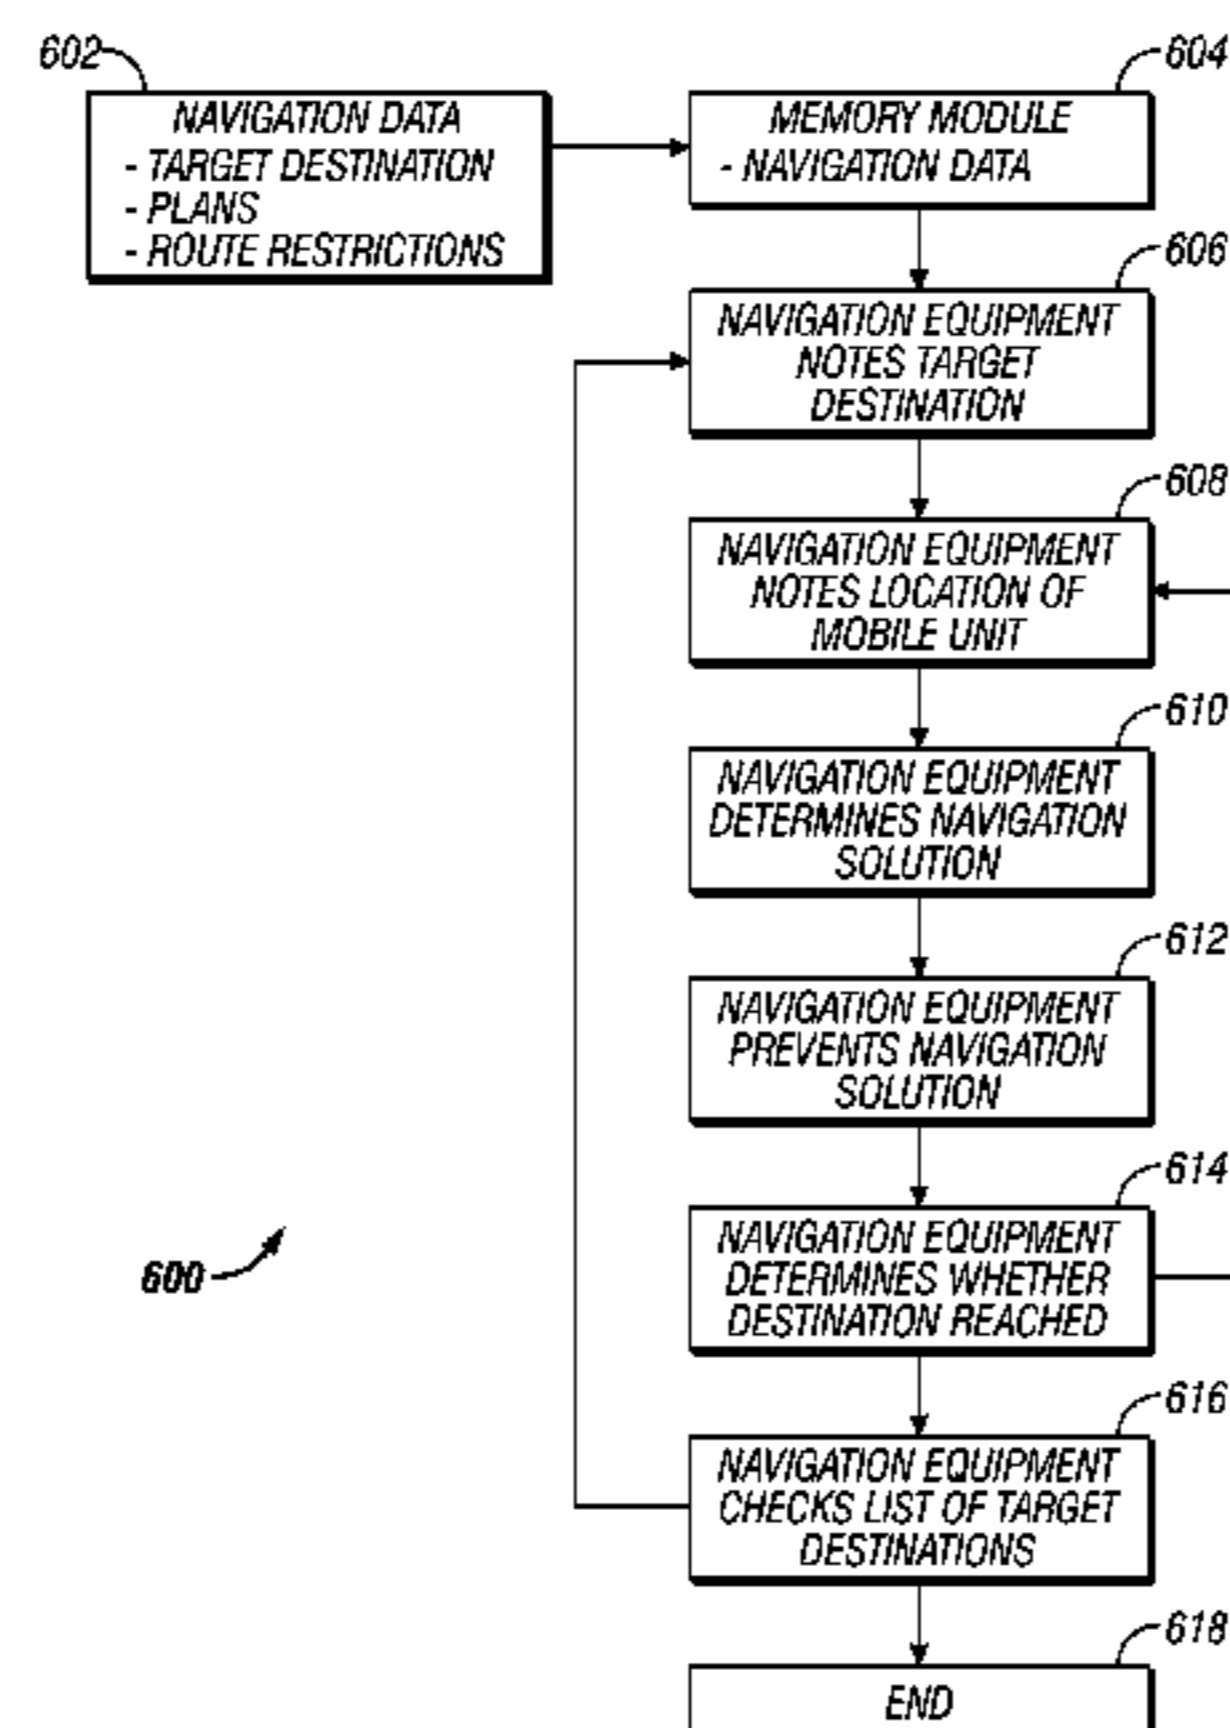 602
NAVIGATION DATA
- TARGET DESTINATION
- PLANS
- ROUTE RESTRICTIONS
604
MEMORY MODULE
- NAVIGATION DATA
606
NAVIGATION EQUIPMENT
NOTES TARGET
DESTINATION
608
NAVIGATION EQUIPMENT
NOTES LOCATION OF
MOBILE UNIT
610
NAVIGATION EQUIPMENT
DETERMINES NAVIGATION
SOLUTION
612
NAVIGATION EQUIPMENT
PREVENTS NAVIGATION
SOLUTION
614
NAVIGATION EQUIPMENT
DETERMINES WHETHER
DESTINATION REACHED
600
616
NAVIGATION EQUIPMENT
CHECKS LIST OF TARGET
DESTINATIONS
618
END